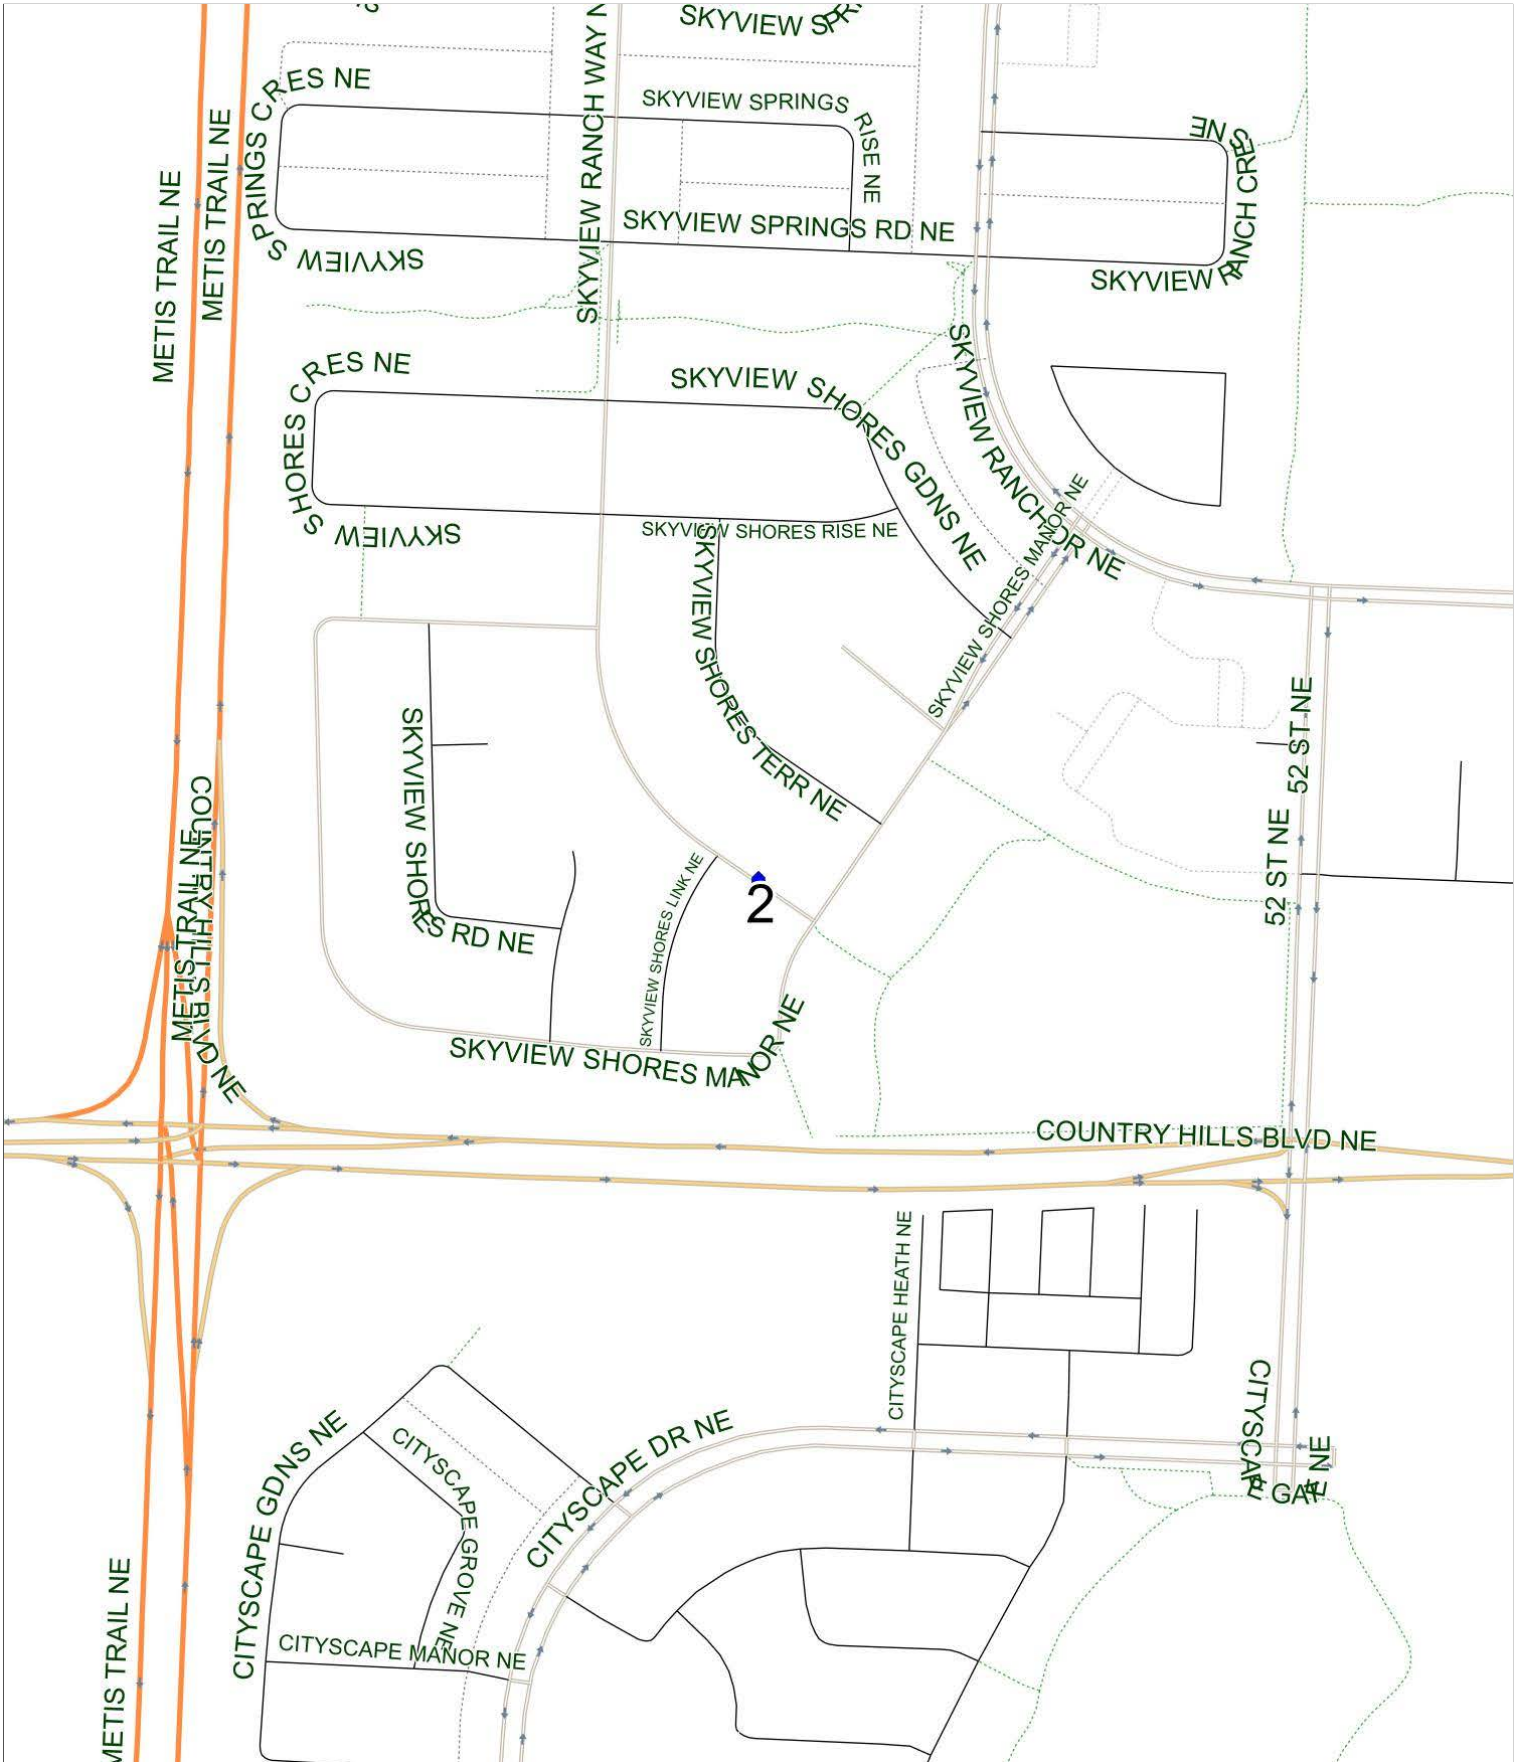 SKYVIEW SPRI
SKYVIEW RANCH WAY N
SKYVIEW SPRINGS CRES NE
SKYVIEW SPRINGS RISE NE
SKYVIEW RANCH CRES NE
METIS TRAIL NE
METIS TRAIL NE
SKYVIEW SPRINGS RD NE
SKYVIEW SHORES CRES NE
SKYVIEW SHORES GDNS NE
SKYVIEW RANCH DR NE
SKYVIEW SHORES RISE NE
SKYVIEW SHORES MANOR NE
SKYVIEW SHORES TERR NE
SKYVIEW SHORES RD NE
52 ST NE
52 ST NE
COUNTRY HILLS BLVD NE
METIS TRAIL NE
SKYVIEW SHORES LINK NE
2
SKYVIEW SHORES MANOR NE
COUNTRY HILLS BLVD NE
CITYSCAPE HEATH NE
CITYSCAPE GATE NE
CITYSCAPE DR NE
CITYSCAPE GDNS NE
CITYSCAPE GROVE NE
CITYSCAPE MANOR NE
METIS TRAIL NE